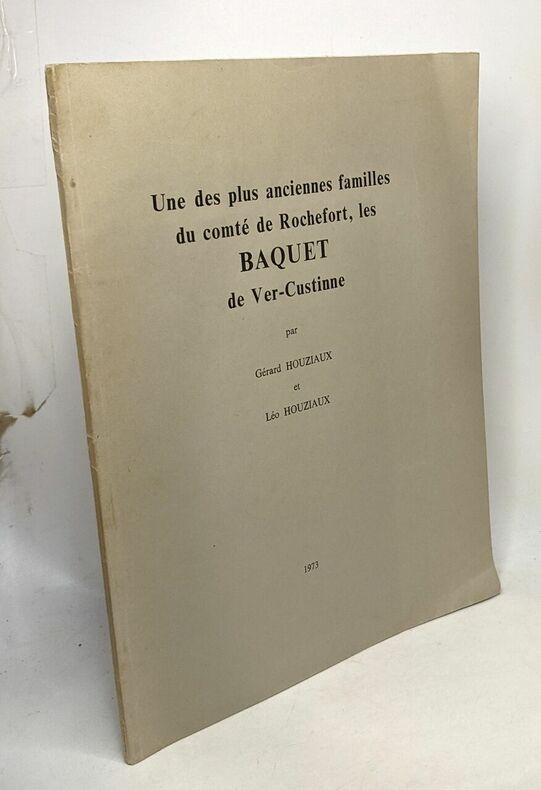 Une des plus anciennes familles
du comté de Rochefort, les
BAQUET
de Ver-Custinne
par
Gérard HOUZIAUX
et
Léo HOUZIAUX
1973